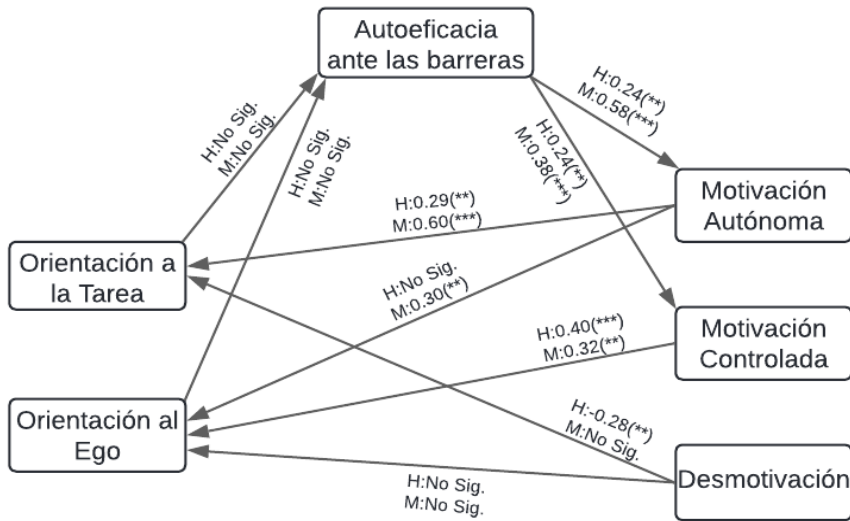 Autoeficacia
ante las barreras
H:0.24(**)
M:0.58(***)
H:No Sig.
M:No Sig.
H:No Sig.
M:No Sig.
H:0.24(**)
M:0.38(***)
Motivación
Autónoma
H:0.29(**)
M:0.60(***)
Orientación a
la Tarea
H:No Sig.
M:0.30(**)
Motivación
Controlada
H:0.40(***)
M:0.32(**)
Orientación al
Ego
H:-0.28(**)
M:No Sig.
Desmotivación
H:No Sig.
M:No Sig.